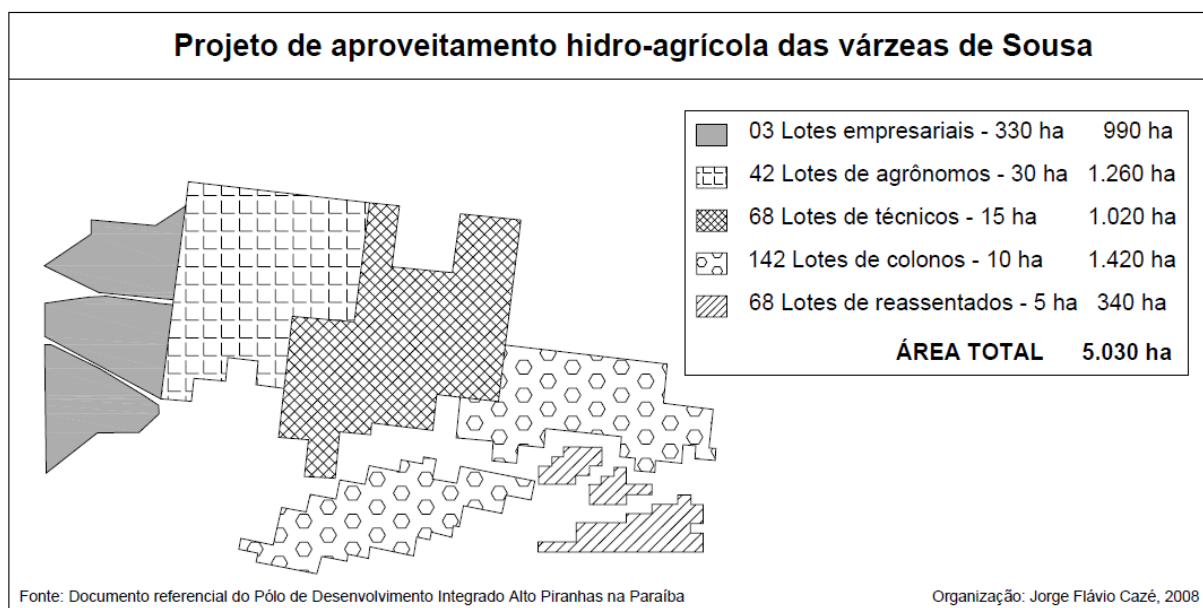 Projeto de aproveitamento hidro-agrícola das várzeas de Sousa
03 Lotes empresariais - 330 ha 990 ha
42 Lotes de agrônomos - 30 ha 1.260 ha
68 Lotes de técnicos - 15 ha 1.020 ha
142 Lotes de colonos - 10 ha 1.420 ha
68 Lotes de reassentados - 5 ha 340 ha
ÁREA TOTAL 5.030 ha
Fonte: Documento referencial do Pólo de Desenvolvimento Integrado Alto Piranhas na Paraíba
Organização: Jorge Flávio Cazé, 2008